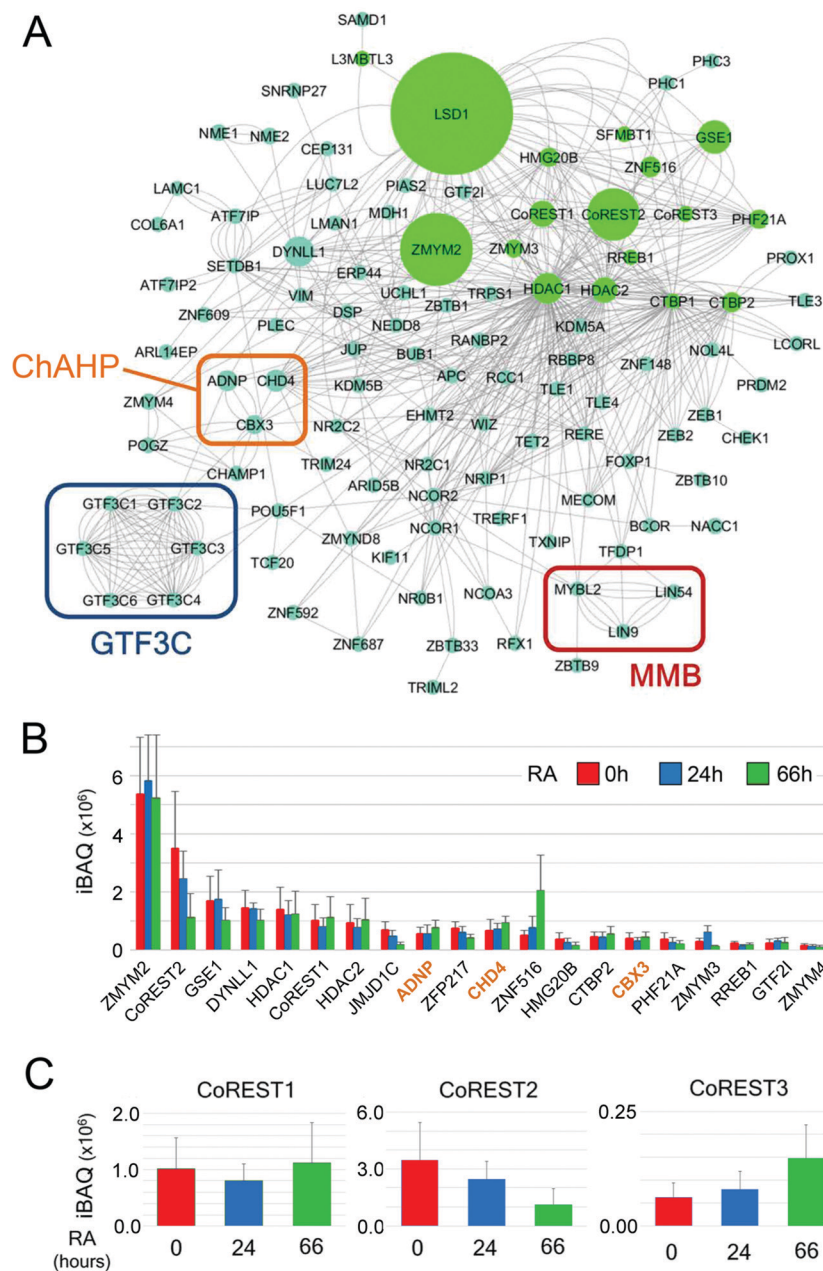 A
SAMD1
L3MBTL3
PHC3
SNRNP27
PHC1
LSD1
NME1
NME2
SFMBT1
GSE1
CEP131
HMG20B
ZNF516
LAMC1
LUC7L2
PIAS2
GTF2I
COL6A1
ATF7IP
LMAN1
MDH1
CoREST1
CoREST2
CoREST3
PHF21A
DYNLL1
ZMYM2
ZMYM3
RREB1
SETDB1
ERP44
PROX1
ATF7IP2
VIM
UCHL1
ZBTB1
TRPS1
HDAC1
HDAC2
CTBP1
CTBP2
TLE3
ZNF609
DSP
NEDD8
PLEC
KDM5A
RANBP2
LCORL
ARL14EP
JUP
BUB1
RBBP8
ZNF148
NOL4L
ChAHP
ADNP
CHD4
KDM5B
APC
RCC1
TLE1
PRDM2
ZMYM4
TLE4
CBX3
NR2C2
EHMT2
WIZ
ZEB1
POGZ
TET2
RERE
ZEB2
CHEK1
CHAMP1
TRIM24
NR2C1
FOXP1
ARID5B
NRIP1
ZBTB10
GTF3C1
GTF3C2
POU5F1
NCOR2
MECOM
ZMYND8
NCOR1
TRERF1
BCOR
NACC1
GTF3C5
GTF3C3
TCF20
KIF11
TXNIP
TFDP1
GTF3C6
GTF3C4
NR0B1
NCOA3
MYBL2
LIN54
ZNF592
LIN9
GTF3C
ZNF687
ZBTB33
RFX1
ZBTB9
MMB
TRIML2
B
RA 0h 24h 66h
iBAQ (x10⁶)
6
4
2
0
ZMYM2 CoREST2 GSE1 DYNLL1 HDAC1 CoREST1 HDAC2 JMJD1C ADNP ZFP217 CHD4 ZNF516 HMG20B CTBP2 CBX3 PHF21A ZMYM3 RREB1 GTF2I ZMYM4
C
CoREST1 CoREST2 CoREST3
iBAQ (x10⁶)
2.0 6.0 0.25
1.0 3.0
0.0 0.0 0.00
RA
(hours)
0 24 66 0 24 66 0 24 66